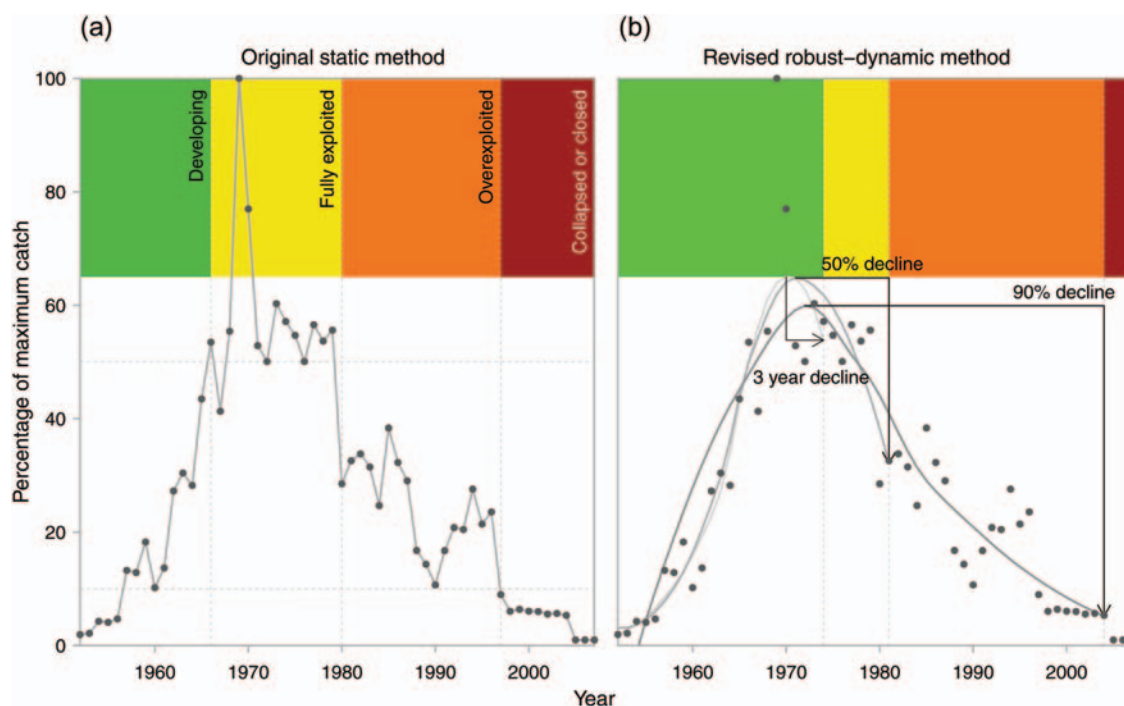 (a)
Original static method
100
80
60
40
20
0
Percentage of maximum catch
Developing
Fully exploited
Overexploited
Collapsed or closed
1960
1970
1980
1990
2000
(b)
Revised robust–dynamic method
50% decline
90% decline
3 year decline
1960
1970
1980
1990
2000
Year